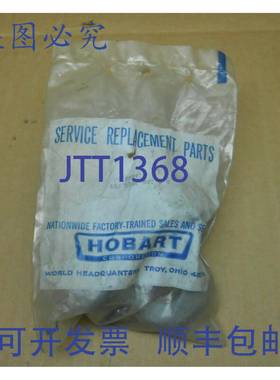 图必究
SERVICE REPLACEMENT PARTS
JTT1368
NATIONWIDE FACTORY-TRAINED SALES AND SE
HOBART
CORPORATION
WORLD HEADQUARTERS TROY, OHIO
可开发票 顺丰包邮